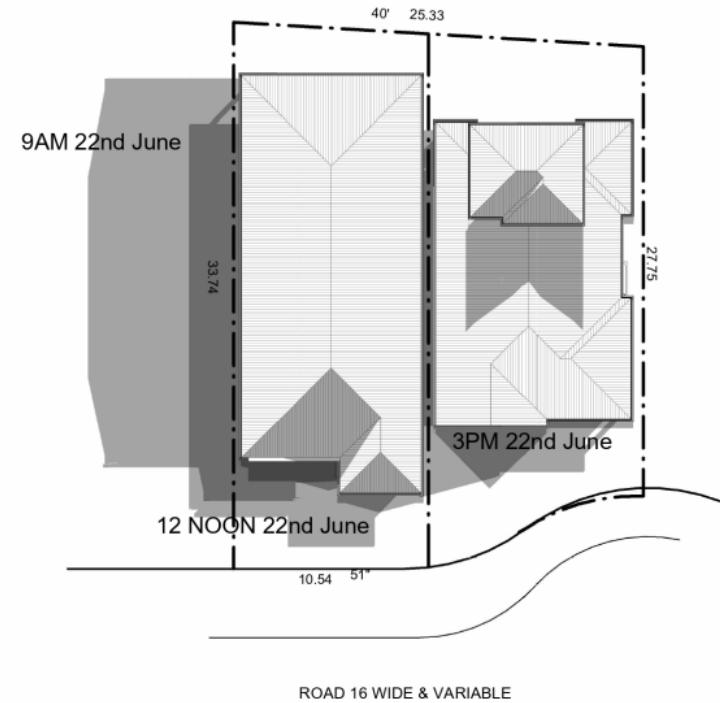 40' 25.33
9AM 22nd June
33.74
27.75
3PM 22nd June
12 NOON 22nd June
10.54 51"
ROAD 16 WIDE & VARIABLE